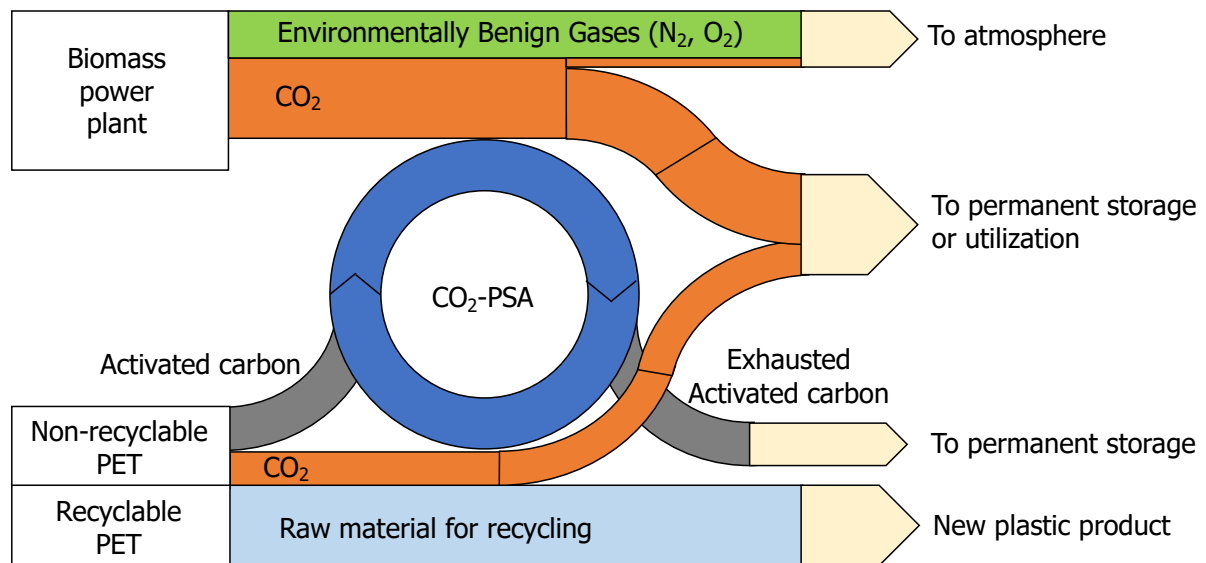 Environmentally Benign Gases (N₂, O₂)
To atmosphere
Biomass
power
plant
CO₂
To permanent storage
or utilization
CO₂-PSA
Activated carbon
Exhausted
Activated carbon
Non-recyclable
PET
To permanent storage
CO₂
Recyclable
PET
Raw material for recycling
New plastic product